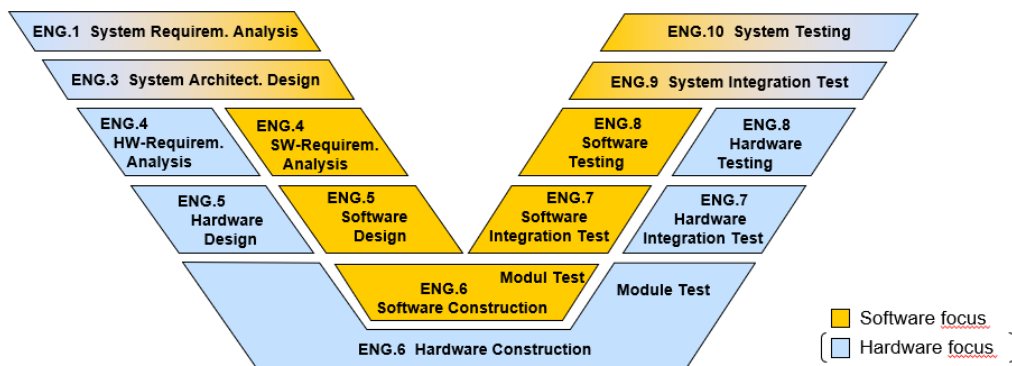 ENG.1 System Requirem. Analysis
ENG.10 System Testing
ENG.3 System Architect. Design
ENG.9 System Integration Test
ENG.4
HW-Requirem.
Analysis
ENG.4
SW-Requirem.
Analysis
ENG.8
Software
Testing
ENG.8
Hardware
Testing
ENG.5
Hardware
Design
ENG.5
Software
Design
ENG.7
Software
Integration Test
ENG.7
Hardware
Integration Test
Modul Test
ENG.6
Software Construction
Module Test
ENG.6 Hardware Construction
Software focus
Hardware focus